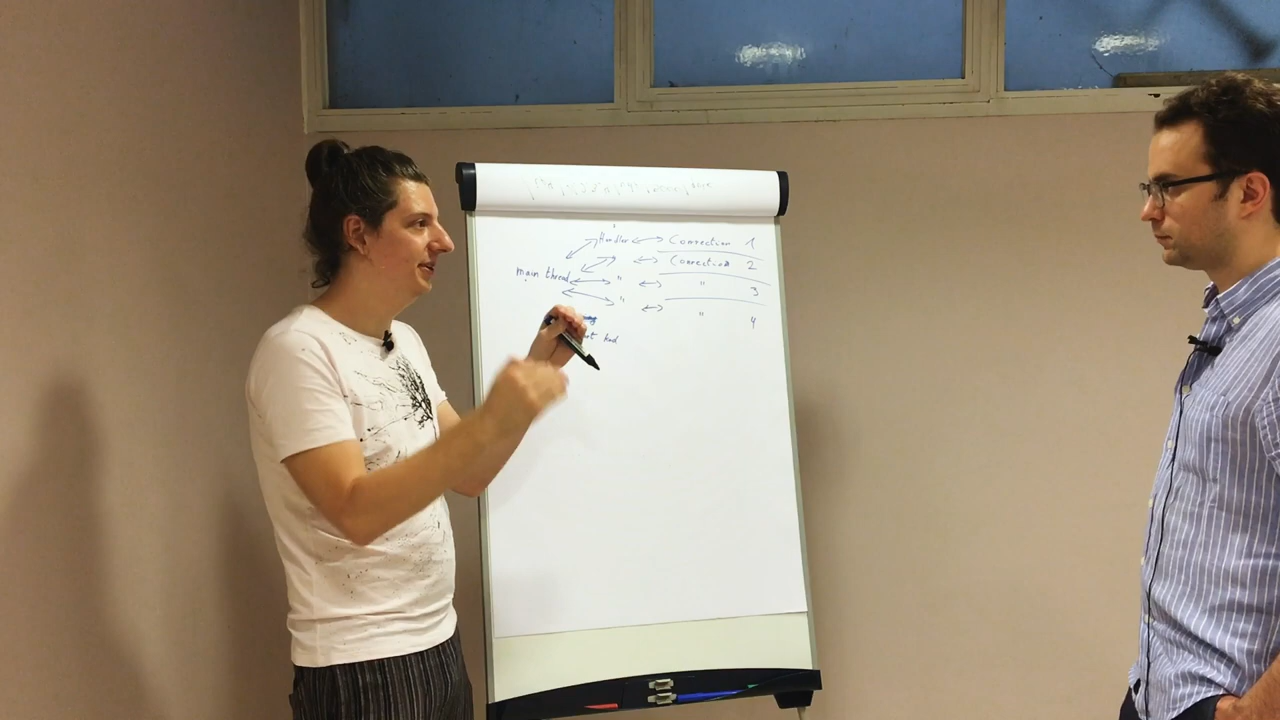 Handler Connection 1
Connection 2
main thread " " 3
" " 4